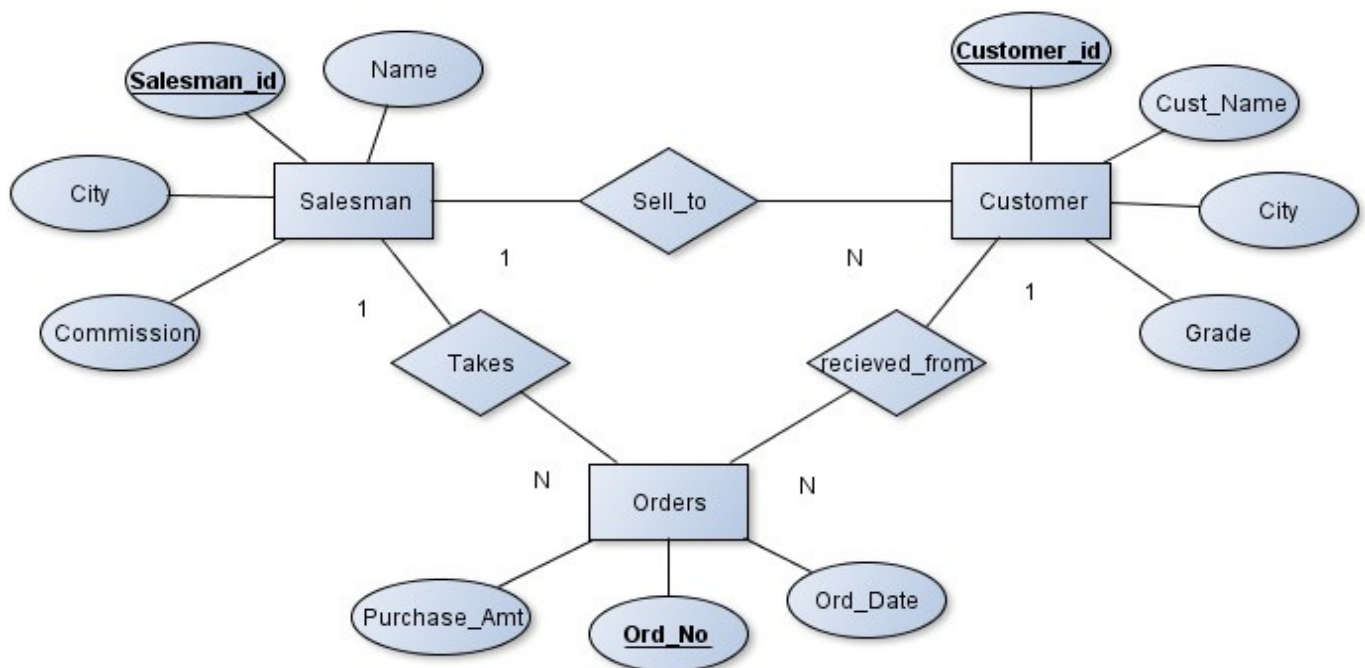 Customer_id
Salesman_id
Name
Cust_Name
City
Salesman
Sell_to
Customer
City
1
N
1
1
Commission
Takes
recieved_from
Grade
N
N
Orders
Purchase_Amt
Ord_No
Ord_Date